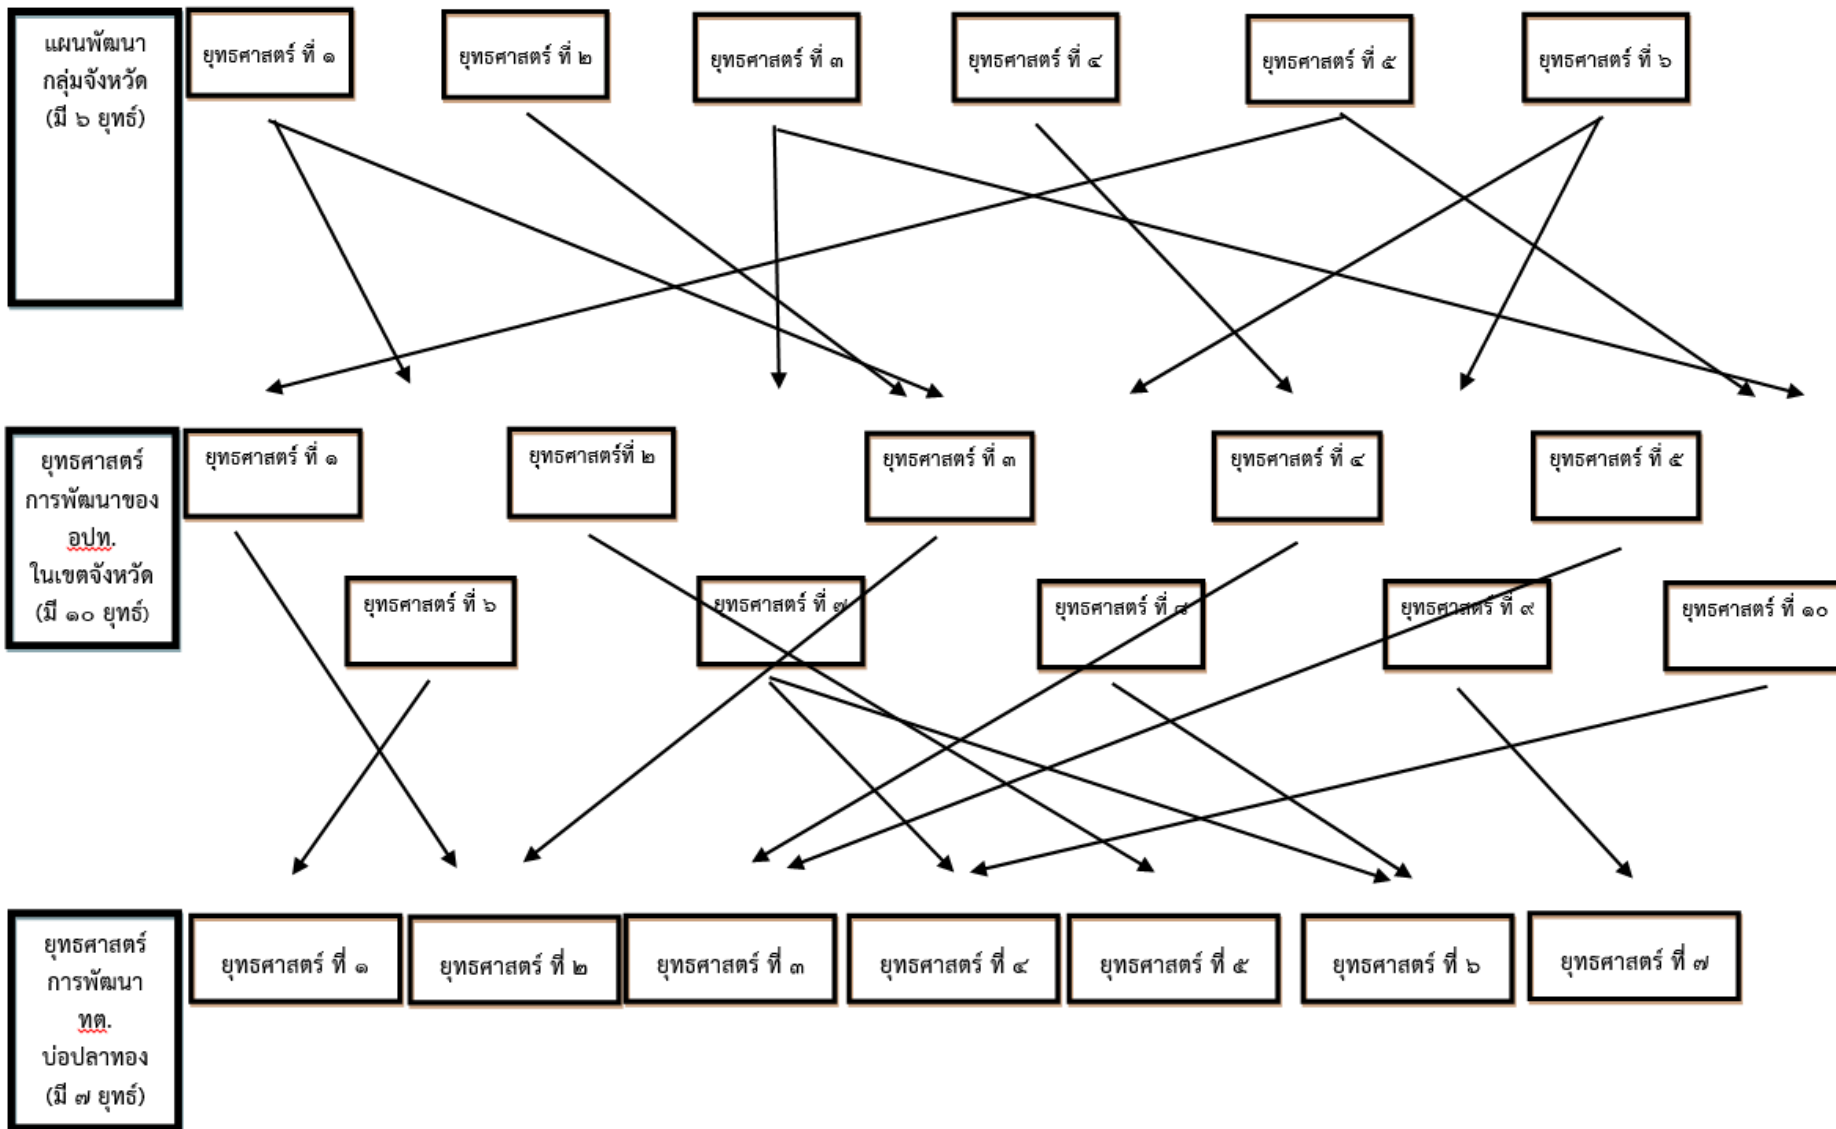 แผนพัฒนา
กลุ่มจังหวัด
(มี ๖ ยุทธ์)
ยุทธศาสตร์ ที่ ๑
ยุทธศาสตร์ ที่ ๒
ยุทธศาสตร์ ที่ ๓
ยุทธศาสตร์ ที่ ๔
ยุทธศาสตร์ ที่ ๕
ยุทธศาสตร์ ที่ ๖
ยุทธศาสตร์
การพัฒนาของ
อปท.
ในเขตจังหวัด
(มี ๑๐ ยุทธ์)
ยุทธศาสตร์ ที่ ๑
ยุทธศาสตร์ที่ ๒
ยุทธศาสตร์ ที่ ๓
ยุทธศาสตร์ ที่ ๔
ยุทธศาสตร์ ที่ ๕
ยุทธศาสตร์ ที่ ๖
ยุทธศาสตร์ ที่ ๗
ยุทธศาสตร์ ที่ ๘
ยุทธศาสตร์ ที่ ๙
ยุทธศาสตร์ ที่ ๑๐
ยุทธศาสตร์
การพัฒนา
ทต.
บ่อปลาทอง
(มี ๗ ยุทธ์)
ยุทธศาสตร์ ที่ ๑
ยุทธศาสตร์ ที่ ๒
ยุทธศาสตร์ ที่ ๓
ยุทธศาสตร์ ที่ ๔
ยุทธศาสตร์ ที่ ๕
ยุทธศาสตร์ ที่ ๖
ยุทธศาสตร์ ที่ ๗